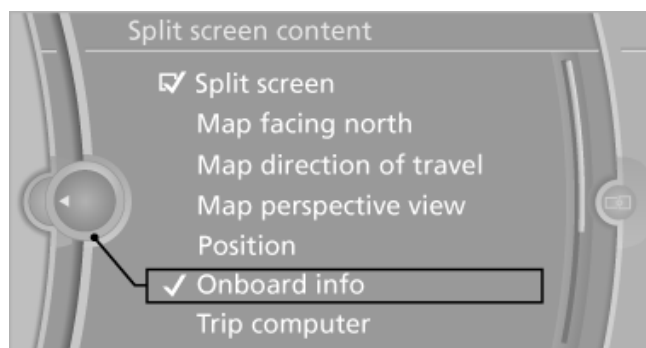 Split screen content
Split screen
Map facing north
Map direction of travel
Map perspective view
Position
Onboard info
Trip computer